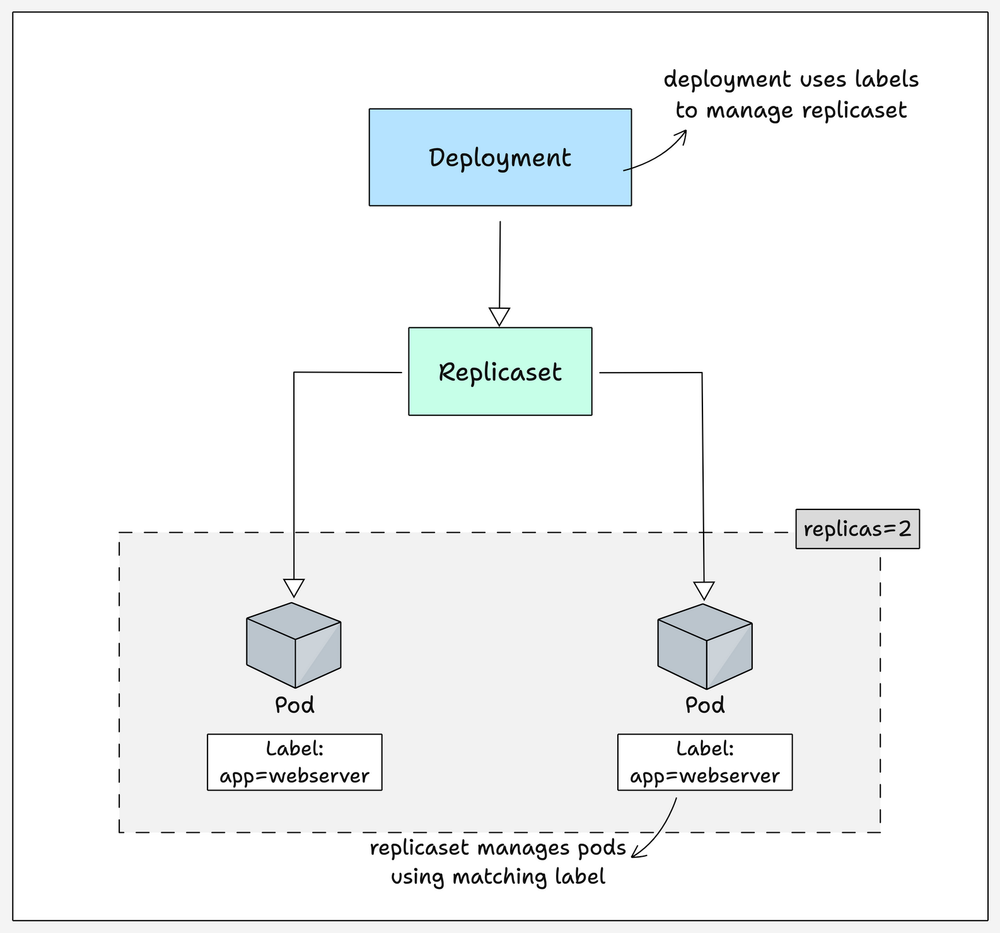 deployment uses labels
to manage replicaset
Deployment
Replicaset
replicas=2
Pod
Label:
app=webserver
Pod
Label:
app=webserver
replicaset manages pods
using matching label